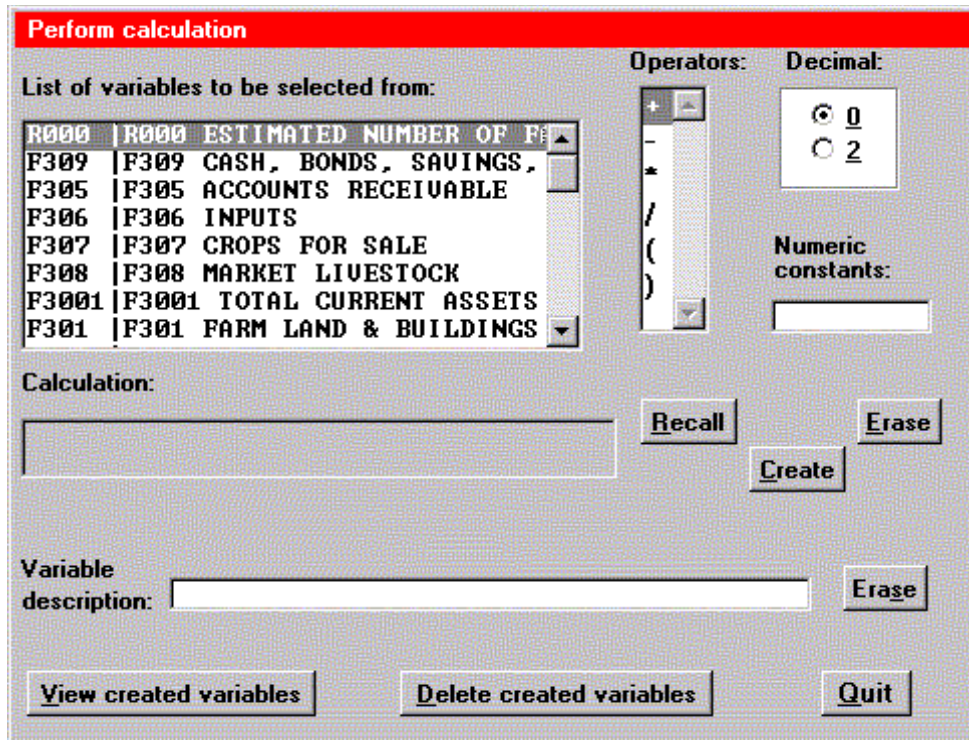 Perform calculation
List of variables to be selected from:
R000 |R000 ESTIMATED NUMBER OF
F309 |F309 CASH, BONDS, SAVINGS,
F305 |F305 ACCOUNTS RECEIVABLE
F306 |F306 INPUTS
F307 |F307 CROPS FOR SALE
F308 |F308 MARKET LIVESTOCK
F3001 |F3001 TOTAL CURRENT ASSETS
F301 |F301 FARM LAND & BUILDINGS
Operators:
+
-
*
/
(
)
Decimal:
0
2
Numeric
constants:
Calculation:
Recall
Erase
Create
Variable
description:
Erase
View created variables
Delete created variables
Quit